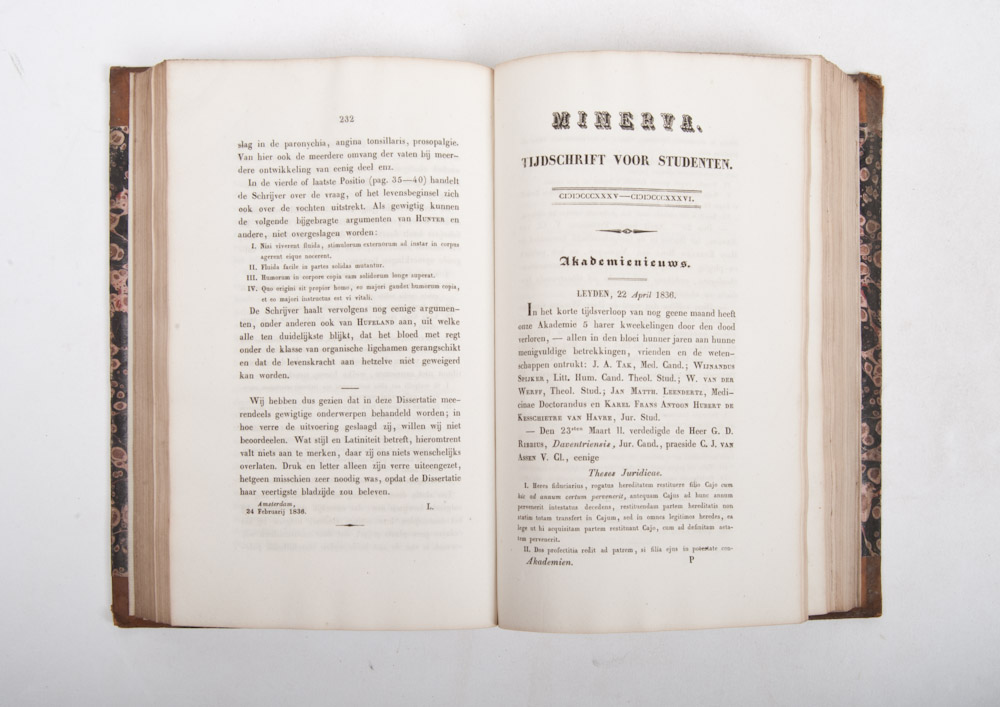 232
slag in de paronychia, angina tonsillaris, prosopalgie.
Van hier ook de meerdere omvang der vaten bij meer-
dere ontwikkeling van eenig deel enz.
In de vierde of laatste Positio (pag. 35—40) handelt
de Schrijver over de vraag, of het levensbeginsel zich
ook over de vochten uitstrekt. Als gewigtig kunnen
de volgende bijgebragte argumenten van HUNTER en
andere, niet overgeslagen worden:
I. Nisi viverent fluida, stimulorum externorum ad instar in corpus
agerent eique nocerent.
II. Fluida facile in partes solidas mutantur.
III. Humorum in corpore copia eam solidorum longe superat.
IV. Quo origini sit propior homo, eo majori gaudet humorum copia,
et eo majori instructus est vi vitali.
De Schrijver haalt vervolgens nog eenige argumen-
ten, onder anderen ook van HUFELAND aan, uit welke
alle ten duidelijkste blijkt, dat het bloed met regt
onder de klasse van organische ligchamen gerangschikt
en dat de levenskracht aan hetzelve niet geweigerd
kan worden.
Wij hebben dus gezien dat in deze Dissertatie mee-
rendeels gewigtige onderwerpen behandeld worden; in
hoe verre de uitvoering geslaagd zij, willen wij niet
beoordeelen. Wat stijl en Latiniteit betreft, hieromtrent
valt niets aan te merken, daar zij ons niets wenschelijks
overlaten. Druk en letter alleen zijn verre uiteengezet,
hetgeen misschien zeer noodig was, opdat de Dissertatie
haar veertigste bladzijde zou beleven.
Amsterdam,
24 Februarij 1836.
L.
MINERVA,
TIJDSCHRIFT VOOR STUDENTEN.
CIƆIƆCCCXXXV—CIƆIƆCCCXXXVI.
Akademienieuws.
LEYDEN, 22 April 1836.
In het korte tijdsverloop van nog geene maand heeft
onze Akademie 5 harer kweekelingen door den dood
verloren, — allen in den bloei hunner jaren aan hunne
menigvuldige betrekkingen, vrienden en de weten-
schappen ontrukt: J. A. TAK, Med. Cand.; WIJNANDUS
SPIJKER, Litt. Hum. Cand. Theol. Stud.; W. VAN DER
WERFF, Theol. Stud.; JAN MATTH. LEENDERTZ, Medi-
cinae Doctorandus en KAREL FRANS ANTOON HUBERT DE
KESSCHIETRE VAN HAVRE, Jur. Stud.
— Den 23sten Maart ll. verdedigde de Heer G. D.
RIEBIUS, Daventriensis, Jur. Cand., praeside C. J. VAN
ASSEN V. Cl., eenige
Theses Juridicae.
I. Heres fiduciarius, rogatus hereditatem restituere filio Cajo cum
his ad annum certum pervenerit, antequam Cajus ad hunc annum
pervenerit intestatus decedens, restituendam partem hereditatis non
statim totam transfert in Cajum, sed in omnes legitimos heredes, ea
lege ut hi acquisitam partem restituant Cajo, cum ad definitam aeta-
tem pervenerit.
II. Dos profectitia redit ad patrem, si filia ejus in potestate con-
Akademien.
P